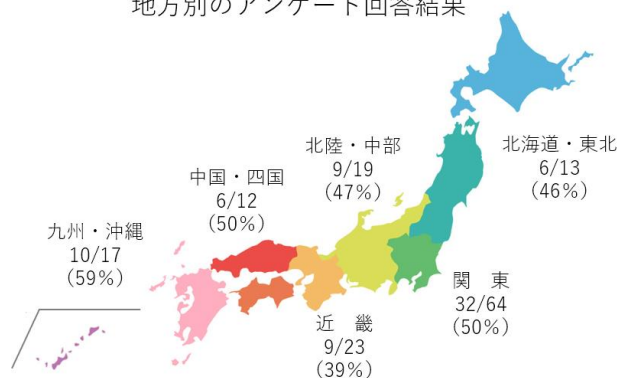 地方別のアンケート回答結果
北陸・中部
9/19
(47%)
北海道・東北
6/13
(46%)
中国・四国
6/12
(50%)
九州・沖縄
10/17
(59%)
関　東
32/64
(50%)
近　畿
9/23
(39%)